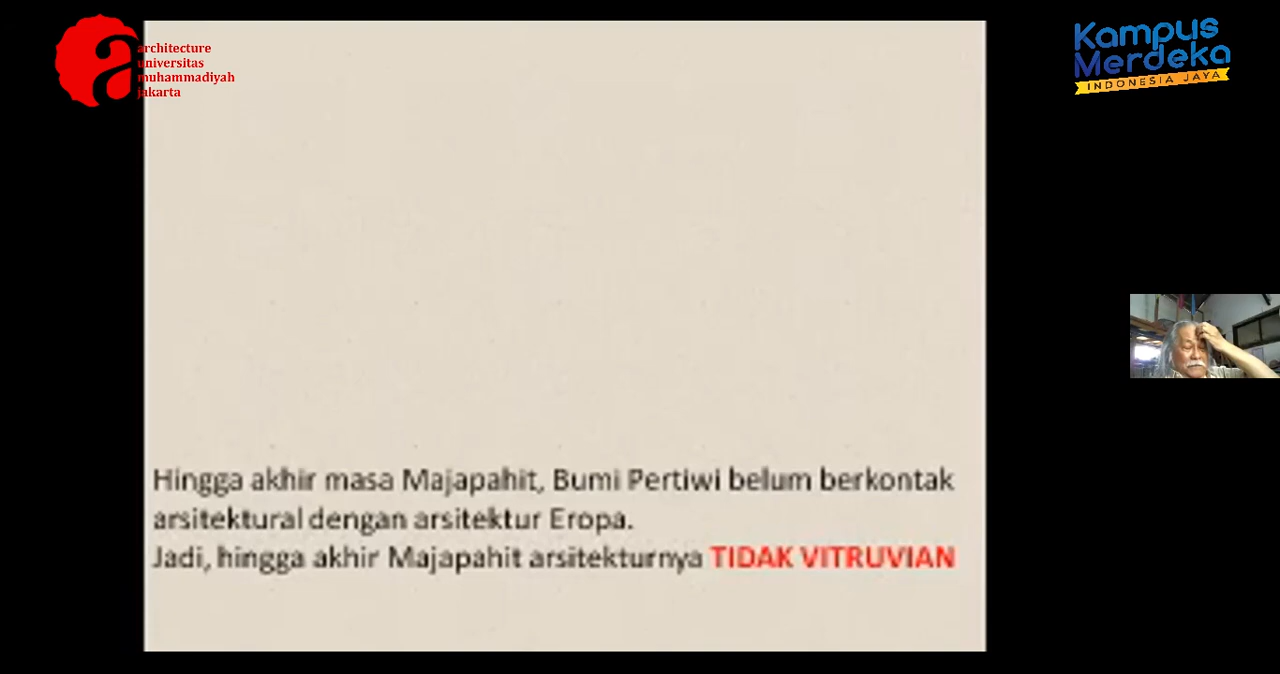 architecture
universitas
muhammadiyah
jakarta
Kampus
Merdeka
INDONESIA JAYA
Hingga akhir masa Majapahit, Bumi Pertiwi belum berkontak
arsitektural dengan arsitektur Eropa.
Jadi, hingga akhir Majapahit arsitekturnya TIDAK VITRUVIAN